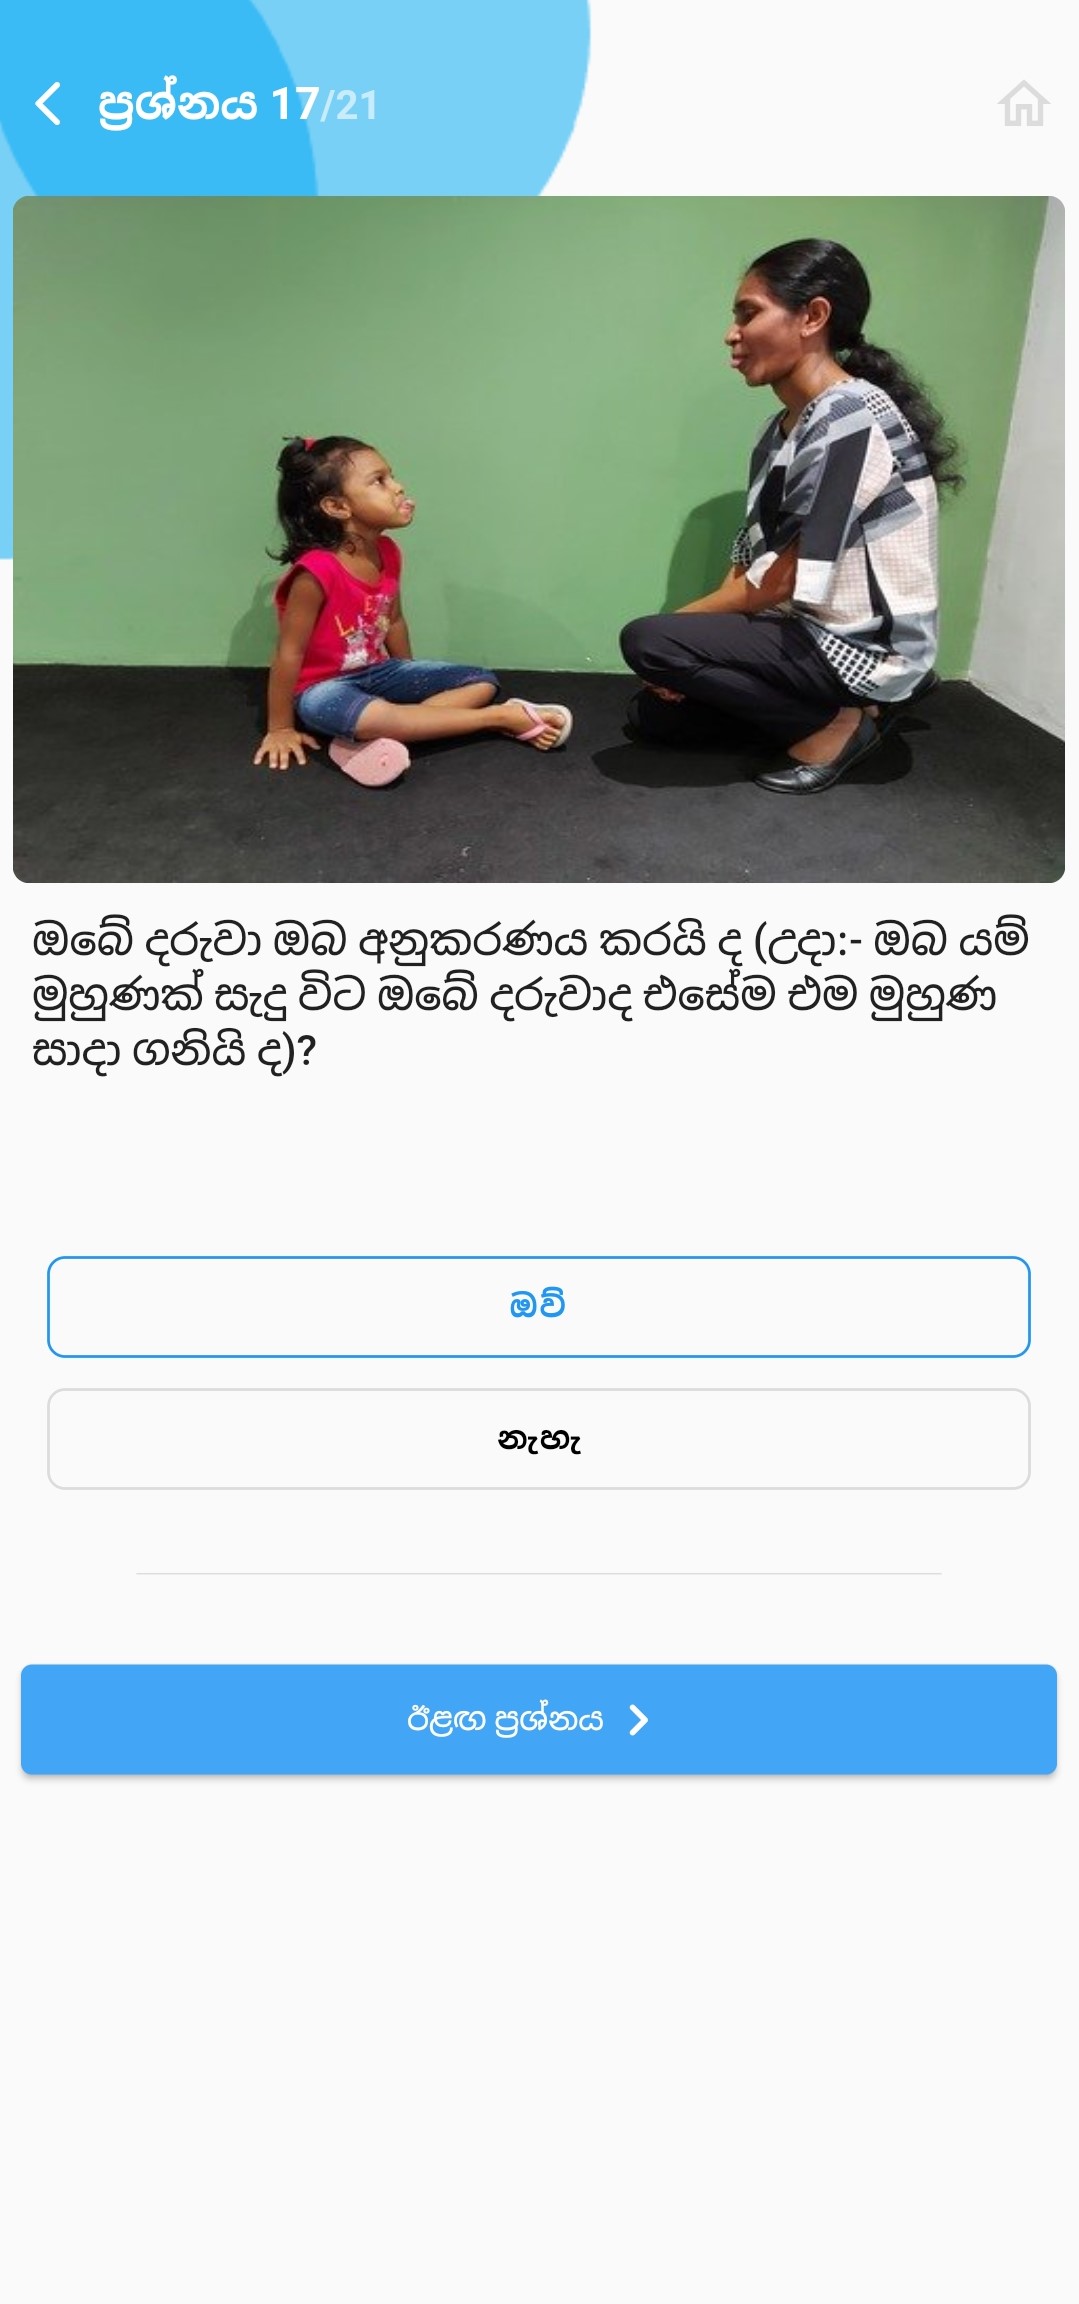 ප්‍රශ්නය 17/21
ඔබේ දරුවා ඔබ අනුකරණය කරයි ද (උදා:- ඔබ යම්
මුහුණක් සැදු විට ඔබේ දරුවාද එසේම එම මුහුණ
සාදා ගනියි ද)?
ඔව්
නැහැ
ඊළඟ ප්‍රශ්නය